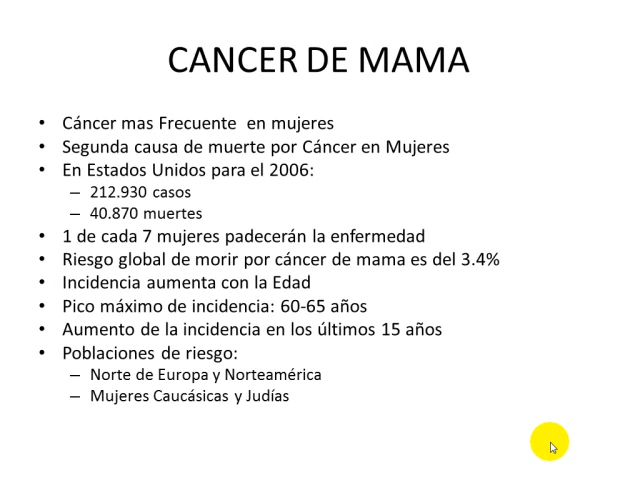 CANCER DE MAMA
• Cáncer mas Frecuente en mujeres
• Segunda causa de muerte por Cáncer en Mujeres
• En Estados Unidos para el 2006:
– 212.930 casos
– 40.870 muertes
• 1 de cada 7 mujeres padecerán la enfermedad
• Riesgo global de morir por cáncer de mama es del 3.4%
• Incidencia aumenta con la Edad
• Pico máximo de incidencia: 60-65 años
• Aumento de la incidencia en los últimos 15 años
• Poblaciones de riesgo:
– Norte de Europa y Norteamérica
– Mujeres Caucásicas y Judías